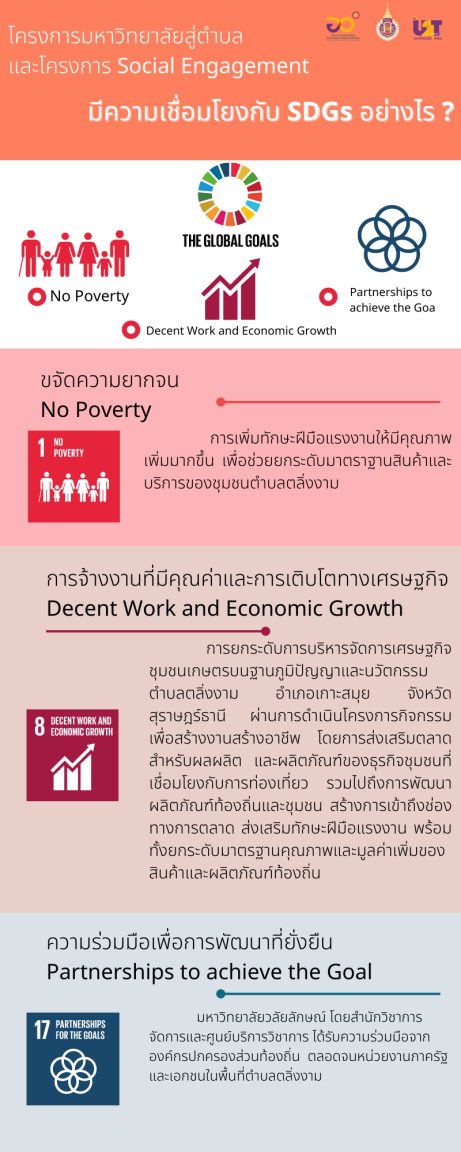 โครงการมหาวิทยาลัยสู่ตำบล
และโครงการ Social Engagement
มีความเชื่อมโยงกับ SDGs อย่างไร ?
U2T
THE GLOBAL GOALS
No Poverty
Partnerships to
achieve the Goa
Decent Work and Economic Growth
ขจัดความยากจน
No Poverty
1 NO
POVERTY
การเพิ่มทักษะฝีมือแรงงานให้มีคุณภาพ
เพิ่มมากขึ้น เพื่อช่วยยกระดับมาตราฐานสินค้าและ
บริการของชุมชนตำบลตลิ่งงาม
การจ้างงานที่มีคุณค่าและการเติบโตทางเศรษฐกิจ
Decent Work and Economic Growth
8 DECENT WORK AND
ECONOMIC GROWTH
การยกระดับการบริหารจัดการเศรษฐกิจ
ชุมชนเกษตรบนฐานภูมิปัญญาและนวัตกรรม
ตำบลตลิ่งงาม อำเภอเกาะสมุย จังหวัด
สุราษฎร์ธานี ผ่านการดำเนินโครงการกิจกรรม
เพื่อสร้างงานสร้างอาชีพ โดยการส่งเสริมตลาด
สำหรับผลผลิต และผลิตภัณฑ์ของธุรกิจชุมชนที่
เชื่อมโยงกับการท่องเที่ยว รวมไปถึงการพัฒนา
ผลิตภัณฑ์ท้องถิ่นและชุมชน สร้างการเข้าถึงช่อง
ทางการตลาด ส่งเสริมทักษะฝีมือแรงงาน พร้อม
ทั้งยกระดับมาตรฐานคุณภาพและมูลค่าเพิ่มของ
สินค้าและผลิตภัณฑ์ท้องถิ่น
ความร่วมมือเพื่อการพัฒนาที่ยั่งยืน
Partnerships to achieve the Goal
17 PARTNERSHIPS
FOR THE GOALS
มหาวิทยาลัยวลัยลักษณ์ โดยสำนักวิชาการ
จัดการและศูนย์บริการวิชาการ ได้รับความร่วมมือจาก
องค์กรปกครองส่วนท้องถิ่น ตลอดจนหน่วยงานภาครัฐ
และเอกชนในพื้นที่ตำบลตลิ่งงาม